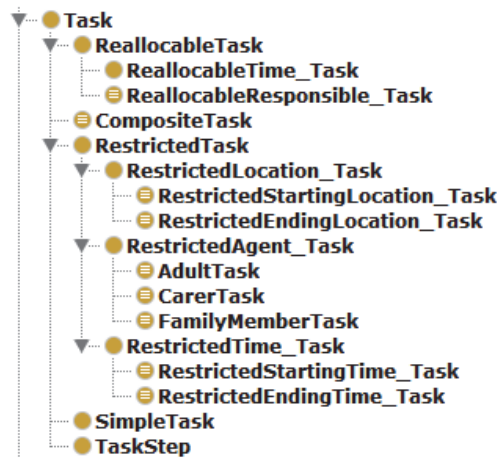 Task
ReallocableTask
ReallocableTime_Task
ReallocableResponsible_Task
CompositeTask
RestrictedTask
RestrictedLocation_Task
RestrictedStartingLocation_Task
RestrictedEndingLocation_Task
RestrictedAgent_Task
AdultTask
CarerTask
FamilyMemberTask
RestrictedTime_Task
RestrictedStartingTime_Task
RestrictedEndingTime_Task
SimpleTask
TaskStep